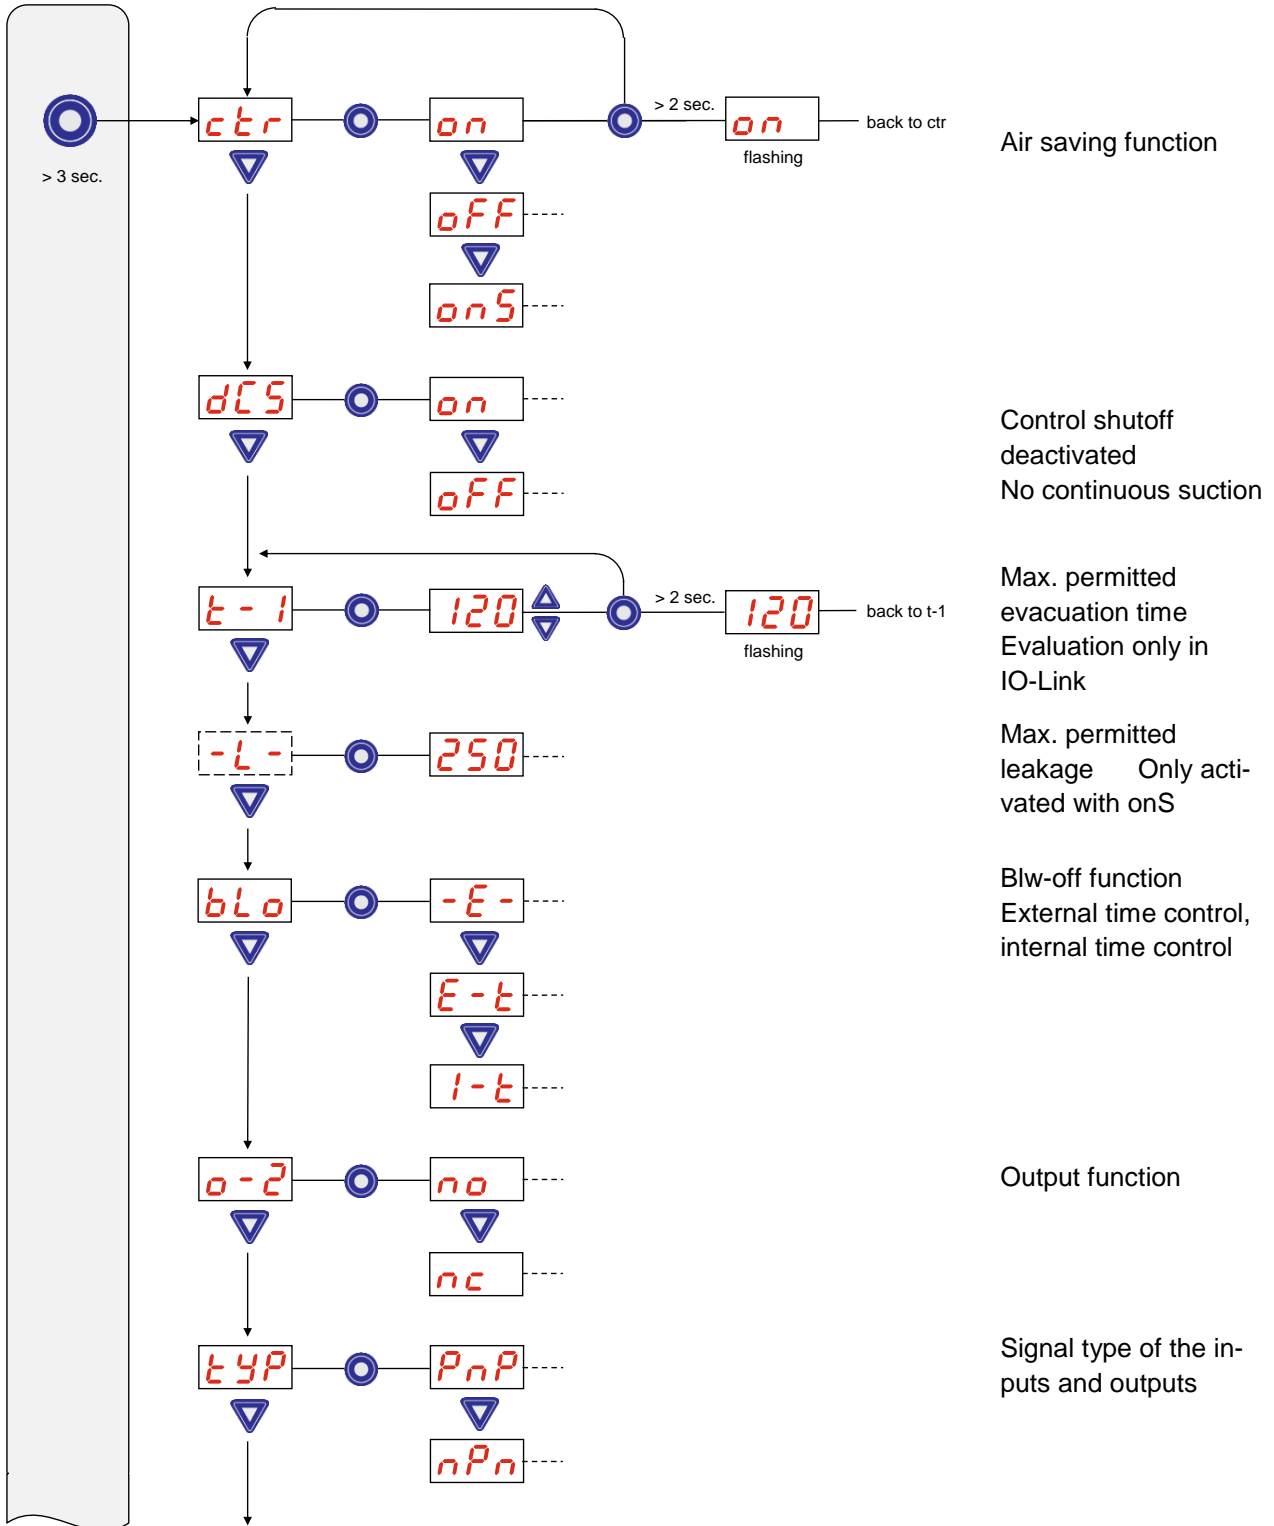 > 3 sec.
ctr
on
> 2 sec.
on
flashing
back to ctr
Air saving function
oFF
onS
dCS
on
oFF
Control shutoff
deactivated
No continuous suction
t-1
120
> 2 sec.
120
flashing
back to t-1
Max. permitted
evacuation time
Evaluation only in
IO-Link
-L-
250
Max. permitted
leakage Only acti-
vated with onS
bLo
-E-
E-t
I-t
Blw-off function
External time control,
internal time control
o-2
no
nc
Output function
tYP
PnP
nPn
Signal type of the in-
puts and outputs